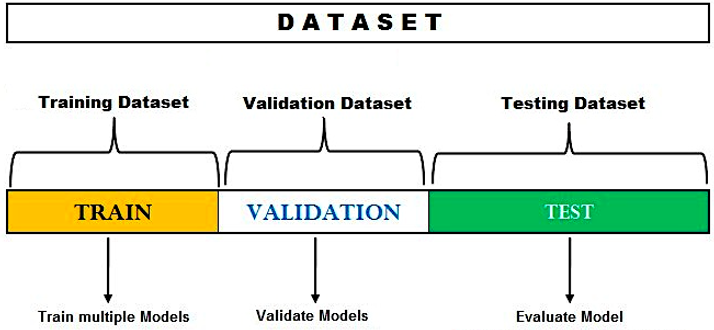 DATASET
Training Dataset Validation Dataset Testing Dataset
TRAIN VALIDATION TEST
Train multiple Models Validate Models Evaluate Model